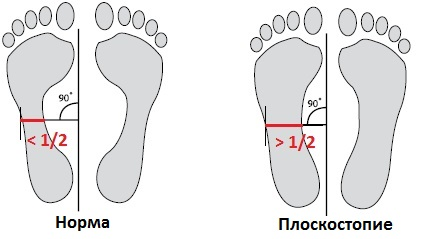 90°
< 1/2
Норма
90°
> 1/2
Плоскостопие